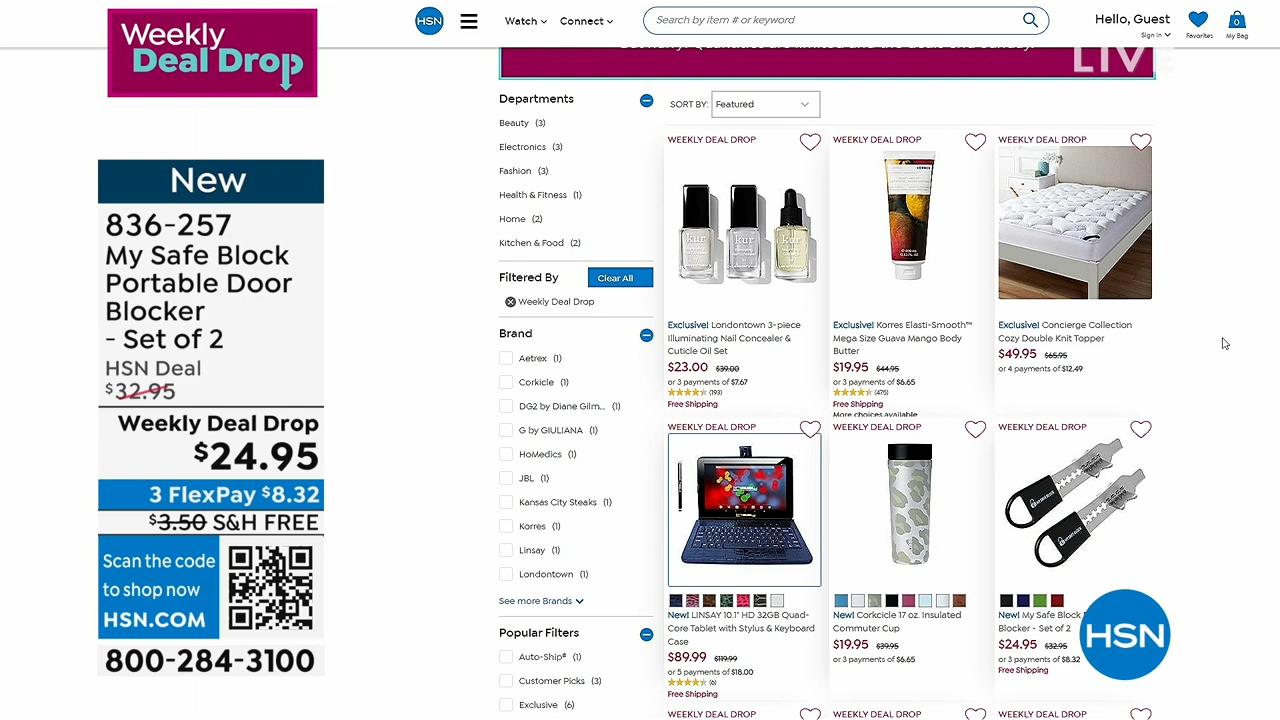 Weekly
Deal Drop
New
836-257
My Safe Block
Portable Door
Blocker
- Set of 2
HSN Deal
$32.95
Weekly Deal Drop
$24.95
3 FlexPay $8.32
$3.50 S&H FREE
Scan the code
to shop now
HSN.COM
800-284-3100
HSN
Watch
Connect
Search by item # or keyword
Hello, Guest
Sign In
Favorites
0
My Bag
LIVE
Departments
Beauty (3)
Electronics (3)
Fashion (3)
Health & Fitness (1)
Home (2)
Kitchen & Food (2)
Filtered By
Clear All
Weekly Deal Drop
Brand
Aetrex (1)
Corkicle (1)
DG2 by Diane Gilm... (1)
G by GIULIANA (1)
HoMedics (1)
JBL (1)
Kansas City Steaks (1)
Korres (1)
Linsay (1)
Londontown (1)
See more Brands
Popular Filters
Auto-Ship® (1)
Customer Picks (3)
Exclusive (6)
SORT BY: Featured
WEEKLY DEAL DROP
kur
kur
kur
Exclusive! Londontown 3-piece
Illuminating Nail Concealer &
Cuticle Oil Set
$23.00 $39.00
or 3 payments of $7.67
(193)
Free Shipping
WEEKLY DEAL DROP
Exclusive! Korres Elasti-Smooth™
Mega Size Guava Mango Body
Butter
$19.95 $44.95
or 3 payments of $6.65
(475)
Free Shipping
More choices available
WEEKLY DEAL DROP
Exclusive! Concierge Collection
Cozy Double Knit Topper
$49.95 $65.95
or 4 payments of $12.49
WEEKLY DEAL DROP
New! LINSAY 10.1" HD 32GB Quad-
Core Tablet with Stylus & Keyboard
Case
$89.99 $119.99
or 5 payments of $18.00
(6)
Free Shipping
WEEKLY DEAL DROP
New! Corkcicle 17 oz. Insulated
Commuter Cup
$19.95 $39.95
or 3 payments of $6.65
WEEKLY DEAL DROP
New! My Safe Block
Blocker - Set of 2
$24.95 $32.95
or 3 payments of $8.32
Free Shipping
HSN
WEEKLY DEAL DROP
WEEKLY DEAL DROP
WEEKLY DEAL DROP